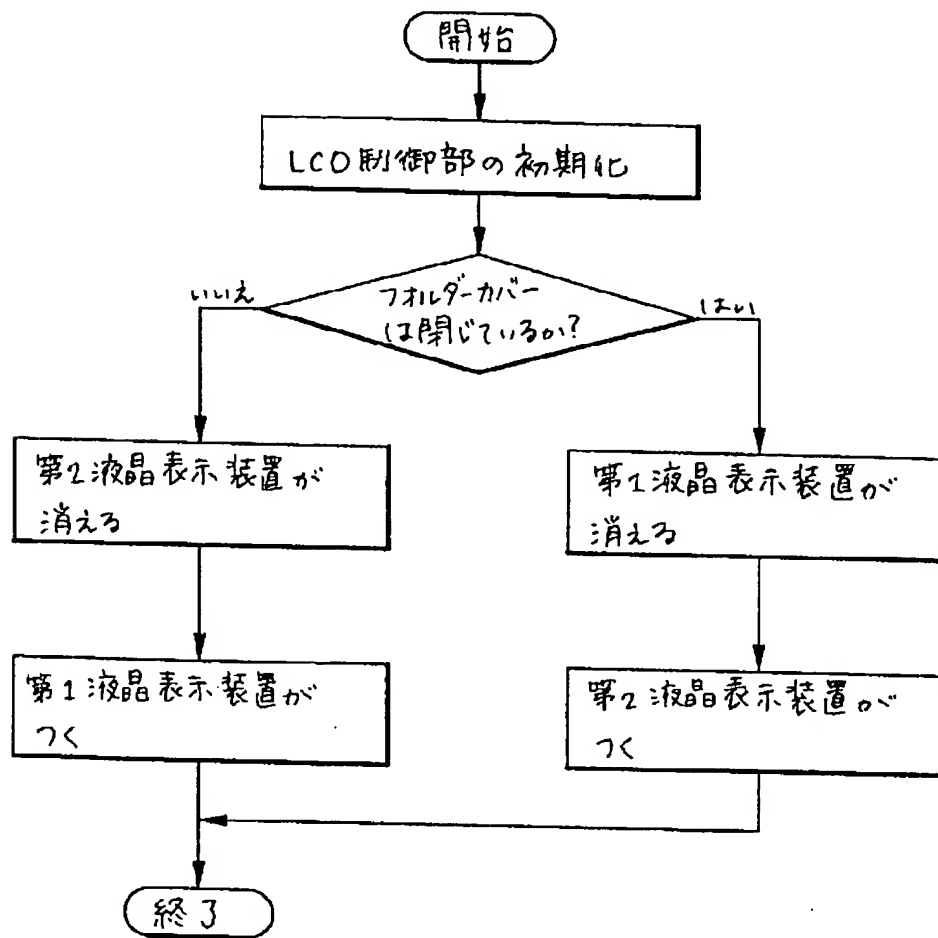 開始
LCO制御部の初期化
フォルダーカバー
は閉じているか?
いいえ
はい
第2液晶表示装置が
消える
第1液晶表示装置が
消える
第1液晶表示装置が
つく
第2液晶表示装置が
つく
終了